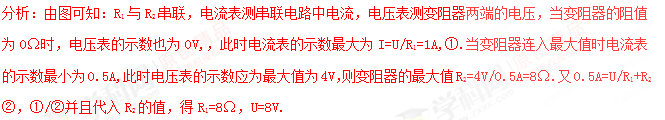 分析：由图可知：R₁与R₂串联，电流表测串联电路中电流，电压表测变阻器两端的电压，当变阻器的阻值
为0Ω时，电压表的示数也为0V,，此时电流表的示数最大为 I=U/R₁=1A,①.当变阻器连入最大值时电流表
的示数最小为0.5A,此时电压表的示数应为最大值为4V,则变阻器的最大值R₂=4V/0.5A=8Ω.又0.5A=U/R₁+R₂
②，①/②并且代入R₂的值，得R₁=8Ω，U=8V.